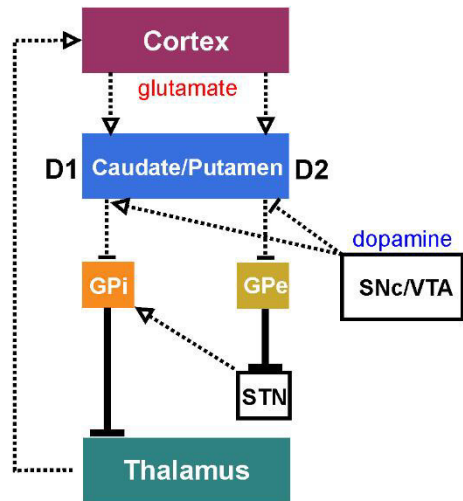 Cortex
glutamate
D1 Caudate/Putamen D2
dopamine
SNc/VTA
GPi
GPe
STN
Thalamus